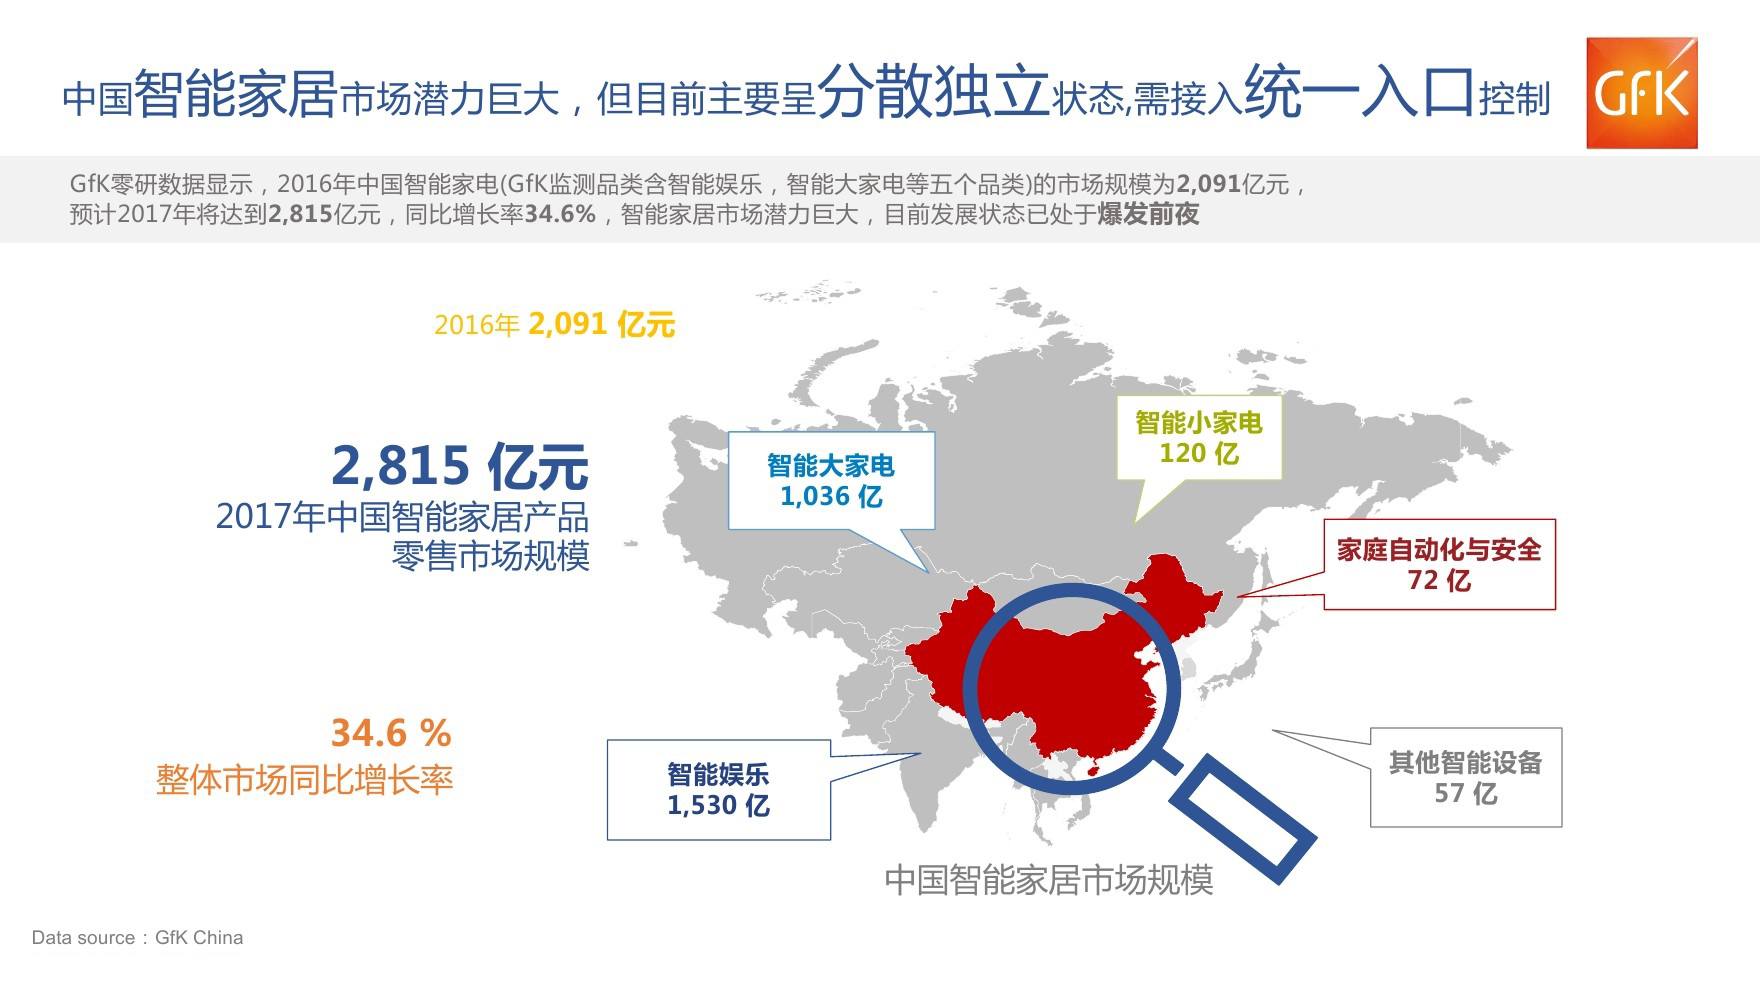 中国智能家居市场潜力巨大，但目前主要呈分散独立状态,需接入统一入口控制
GfK
GfK零研数据显示，2016年中国智能家电(GfK监测品类含智能娱乐，智能大家电等五个品类)的市场规模为2,091亿元，
预计2017年将达到2,815亿元，同比增长率34.6%，智能家居市场潜力巨大，目前发展状态已处于爆发前夜
2016年 2,091 亿元
2,815 亿元
2017年中国智能家居产品
零售市场规模
34.6 %
整体市场同比增长率
智能大家电
1,036 亿
智能小家电
120 亿
家庭自动化与安全
72 亿
智能娱乐
1,530 亿
其他智能设备
57 亿
中国智能家居市场规模
Data source：GfK China